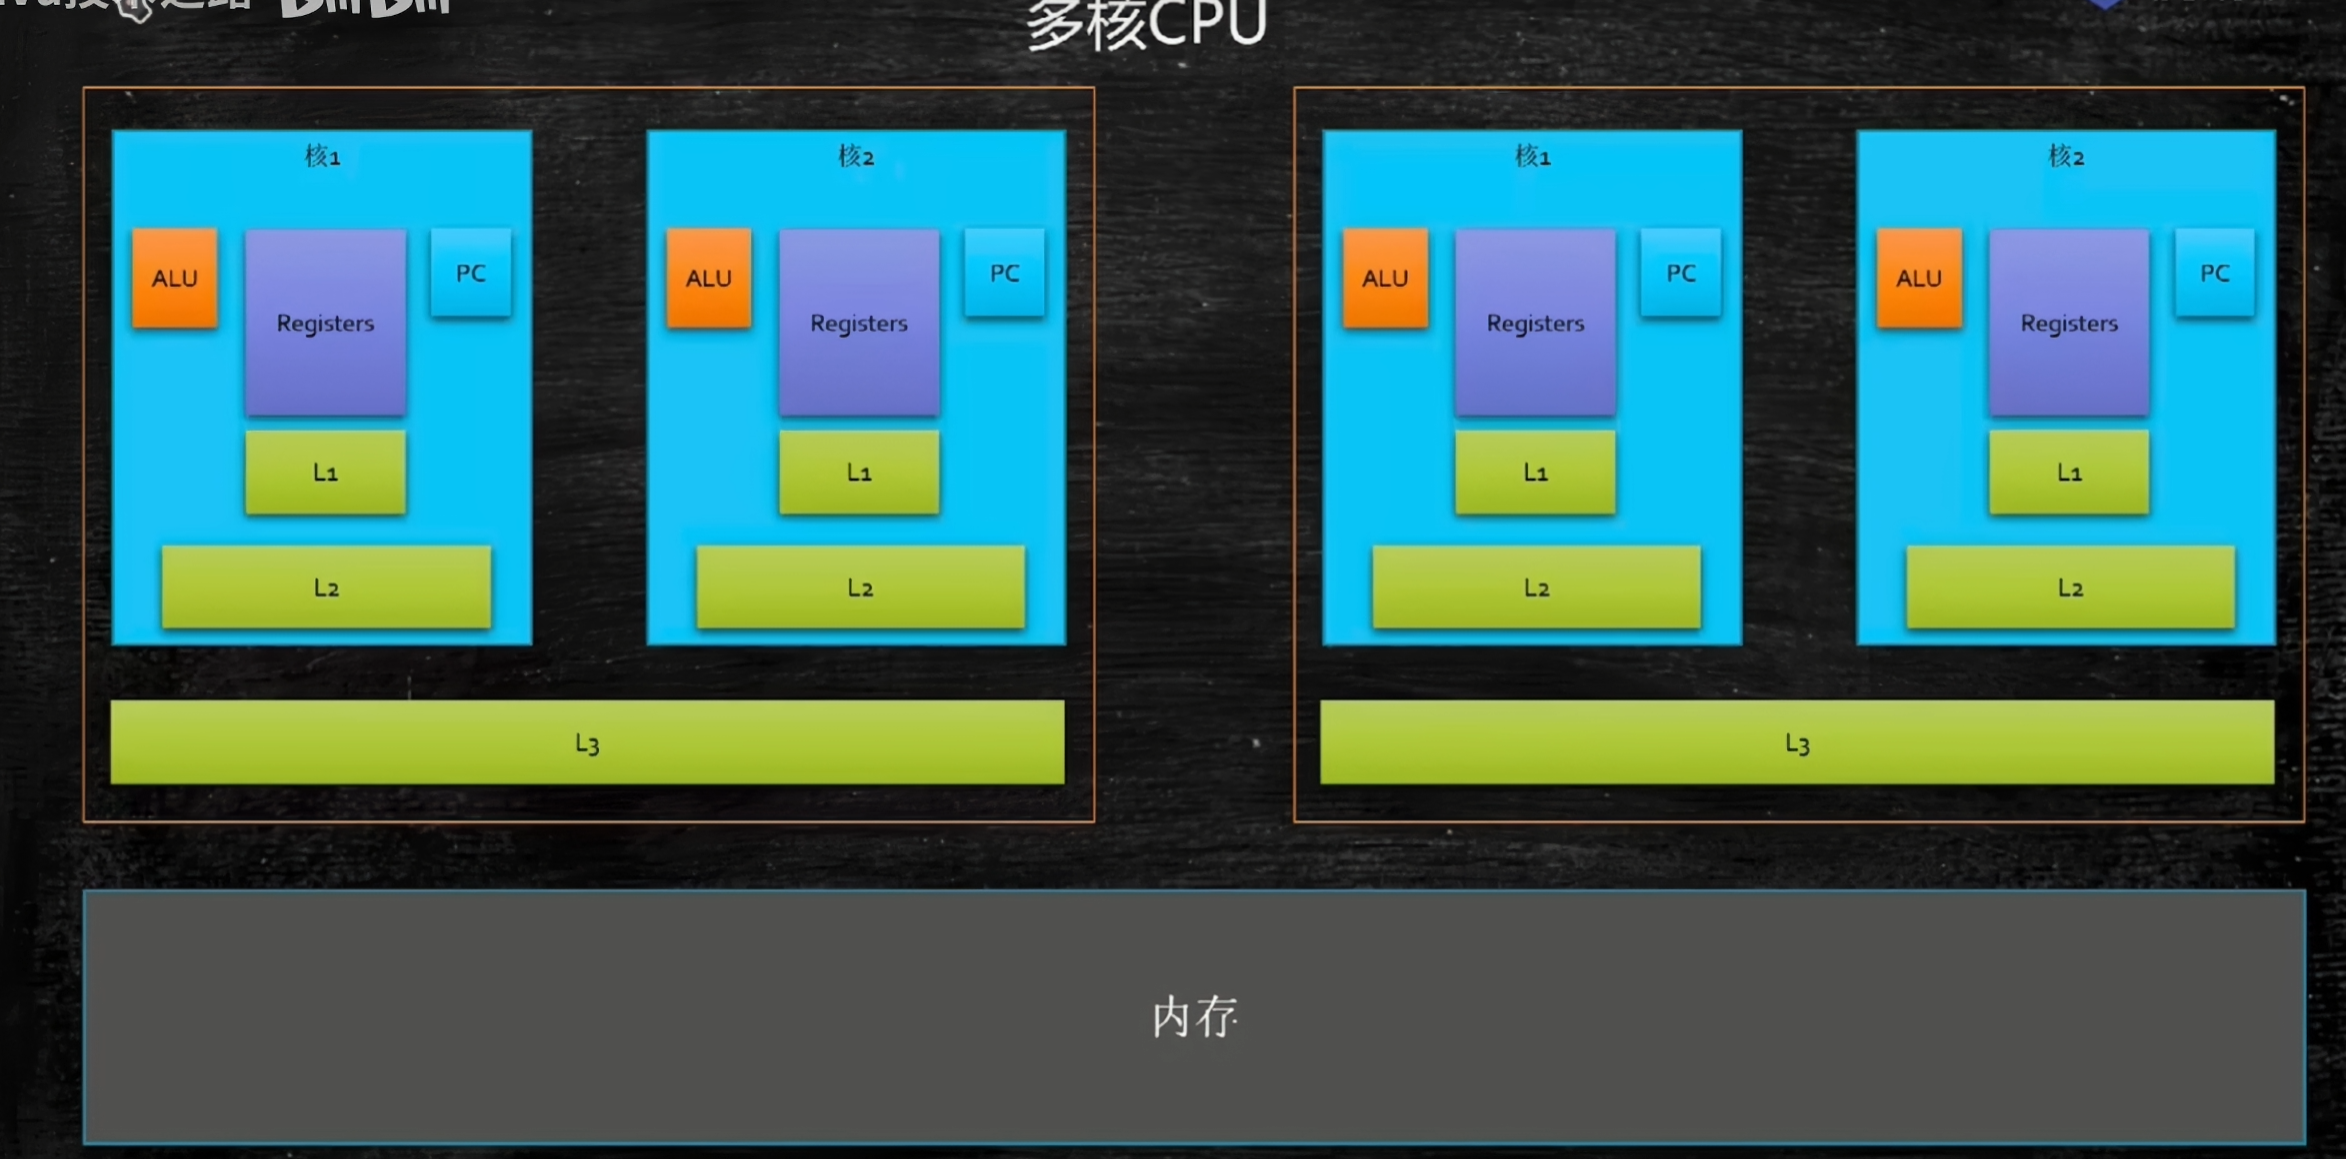 多核CPU
核1
ALU
Registers
PC
L1
L2
核2
ALU
Registers
PC
L1
L2
L3
核1
ALU
Registers
PC
L1
L2
核2
ALU
Registers
PC
L1
L2
L3
内存